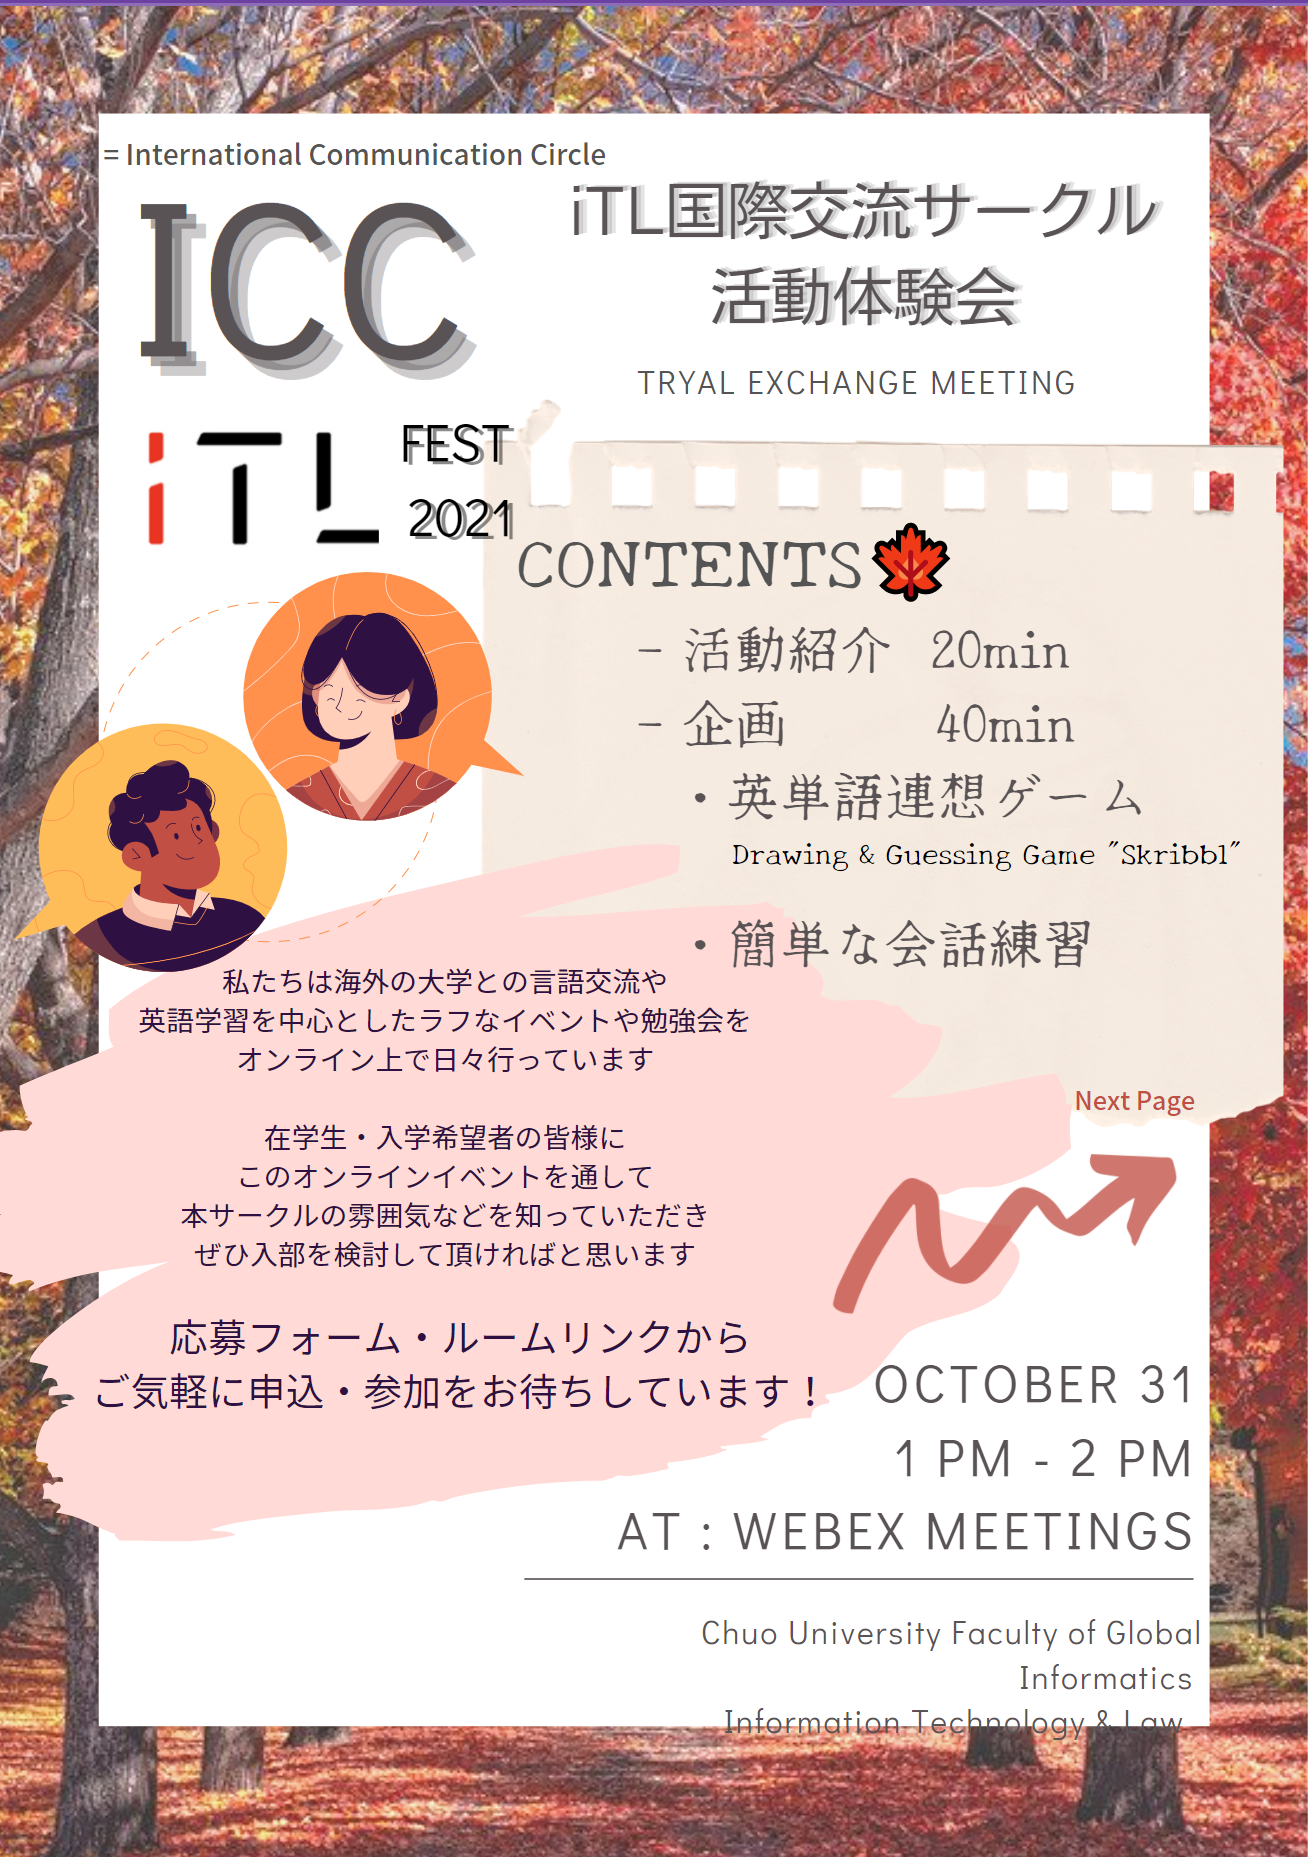 = International Communication Circle
ICC
iTL国際交流サークル
活動体験会
TRYAL EXCHANGE MEETING
iTL
FEST
2021
CONTENTS
- 活動紹介 20min
- 企画 40min
・英単語連想ゲーム
Drawing & Guessing Game "Skribbl"
・簡単な会話練習
私たちは海外の大学との言語交流や
英語学習を中心としたラフなイベントや勉強会を
オンライン上で日々行っています
在学生・入学希望者の皆様に
このオンラインイベントを通して
本サークルの雰囲気などを知っていただき
ぜひ入部を検討して頂ければと思います
応募フォーム・ルームリンクから
ご気軽に申込・参加をお待ちしています！
Next Page
OCTOBER 31
1 PM - 2 PM
AT : WEBEX MEETINGS
Chuo University Faculty of Global
Informatics
Information Technology & Law